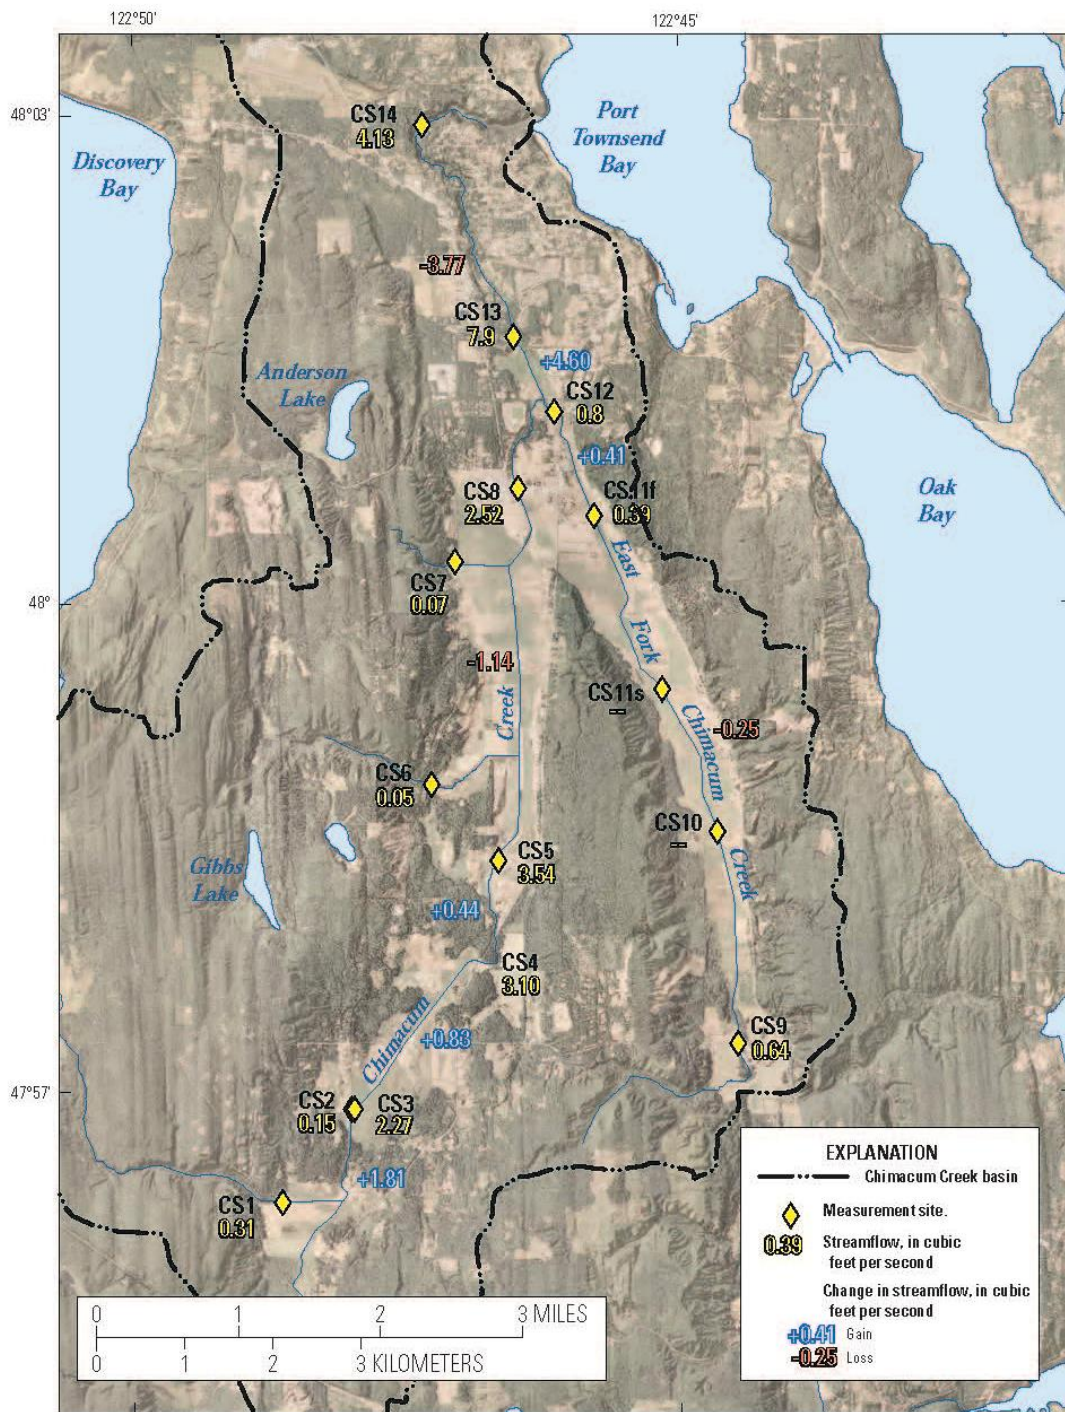 122°50'
122°45'
48°03'
48°
47°57'
CS14
4.13
Port
Townsend
Bay
Discovery
Bay
-3.77
CS13
7.9
+4.60
Anderson
Lake
CS12
0.8
+0.41
CS8
2.52
CS11f
0.39
Oak
Bay
East
Fork
Chimacum
Creek
CS7
0.07
-1.14
Creek
CS11s
--
-0.25
CS6
0.05
CS10
--
CS5
3.54
Gibbs
Lake
+0.44
CS4
3.10
Chimacum
+0.83
CS9
0.64
CS2
0.15
CS3
2.27
+1.81
CS1
0.31
EXPLANATION
Chimacum Creek basin
Measurement site.
0.39 Streamflow, in cubic
feet per second
Change in streamflow, in cubic
feet per second
+0.41 Gain
-0.25 Loss
0 1 2 3 MILES
0 1 2 3 KILOMETERS